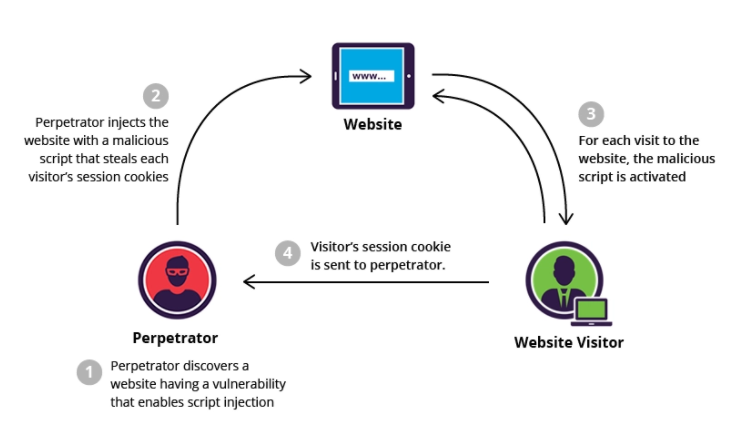 www...
Website
2
Perpetrator injects the
website with a malicious
script that steals each
visitor's session cookies
3
For each visit to the
website, the malicious
script is activated
4
Visitor's session cookie
is sent to perpetrator.
Perpetrator
Website Visitor
1
Perpetrator discovers a
website having a vulnerability
that enables script injection